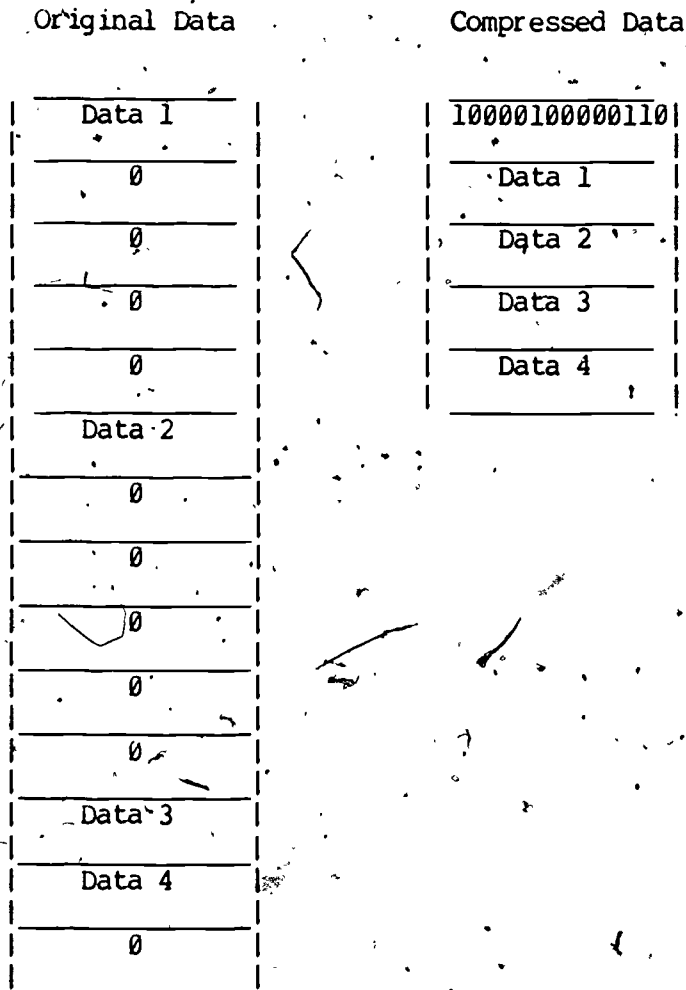 Original Data
Data 1
0
0
0
0
Data 2
0
0
0
0
0
Data 3
Data 4
0
Compressed Data
10000100000110
Data 1
Data 2
Data 3
Data 4